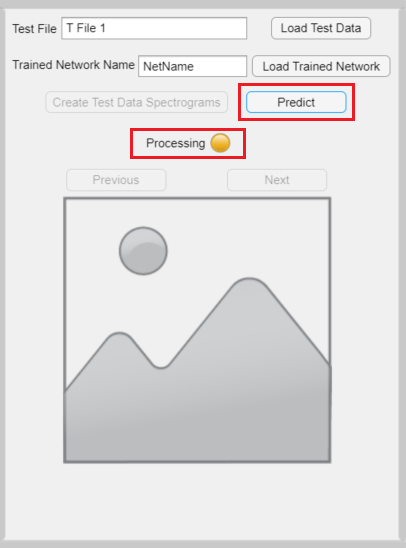 Test File T File 1 Load Test Data
Trained Network Name NetName Load Trained Network
Create Test Data Spectrograms Predict
Processing
Previous Next